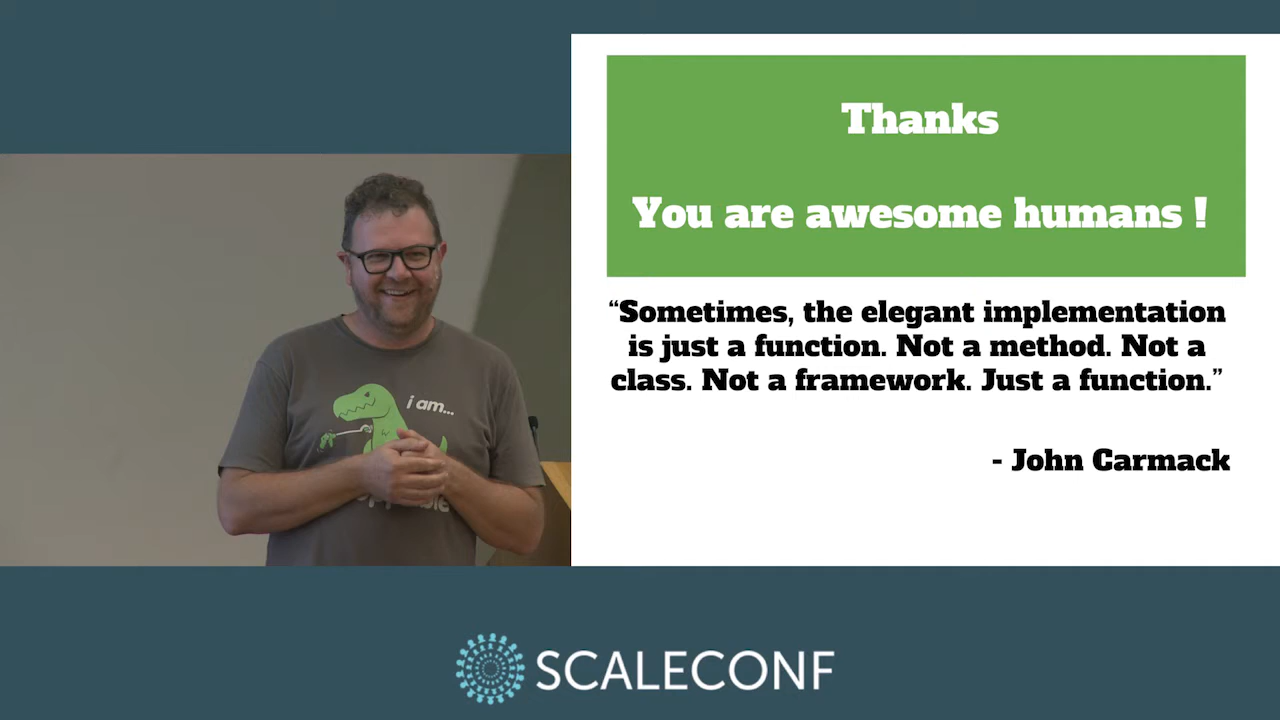 Thanks
You are awesome humans !
“Sometimes, the elegant implementation
is just a function. Not a method. Not a
class. Not a framework. Just a function.”
- John Carmack
i am...
SCALECONF